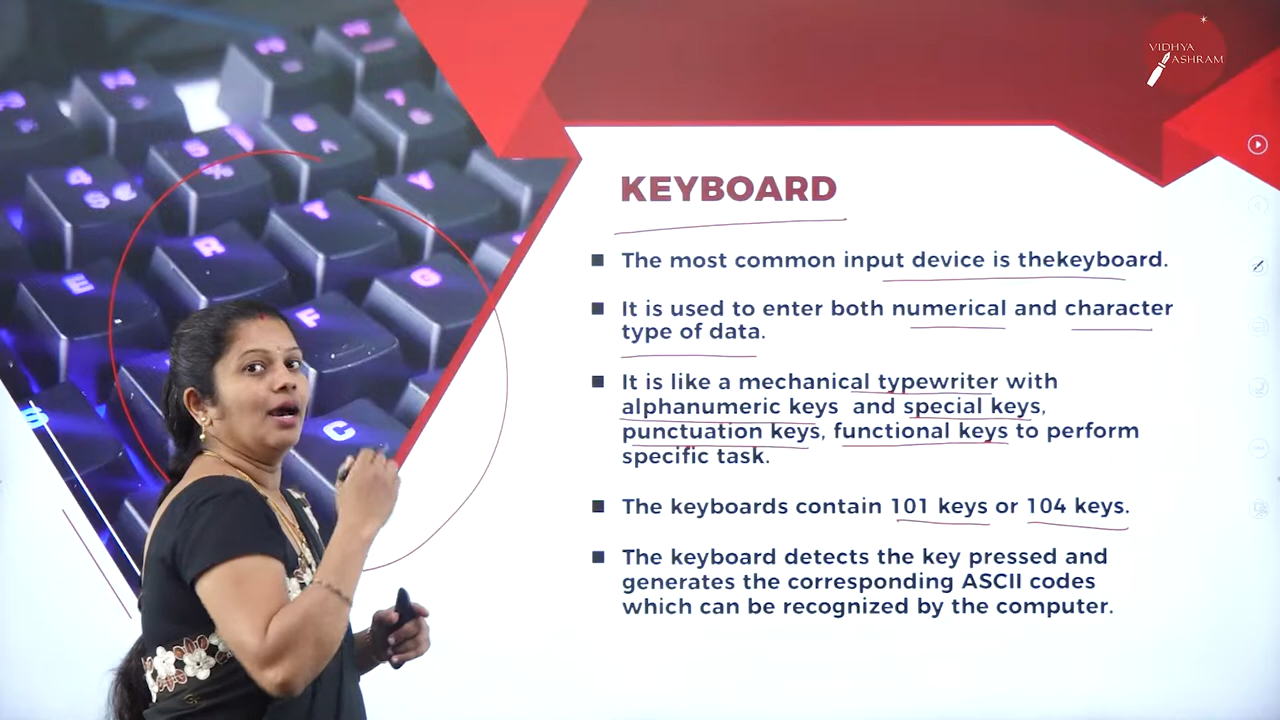 VIDHYA
ASHRAM
KEYBOARD
The most common input device is thekeyboard.
It is used to enter both numerical and character
type of data.
It is like a mechanical typewriter with
alphanumeric keys and special keys,
punctuation keys, functional keys to perform
specific task.
The keyboards contain 101 keys or 104 keys.
The keyboard detects the key pressed and
generates the corresponding ASCII codes
which can be recognized by the computer.
4 $ €
5 %
6 ^
E
R
T
Y
F
G
C
S